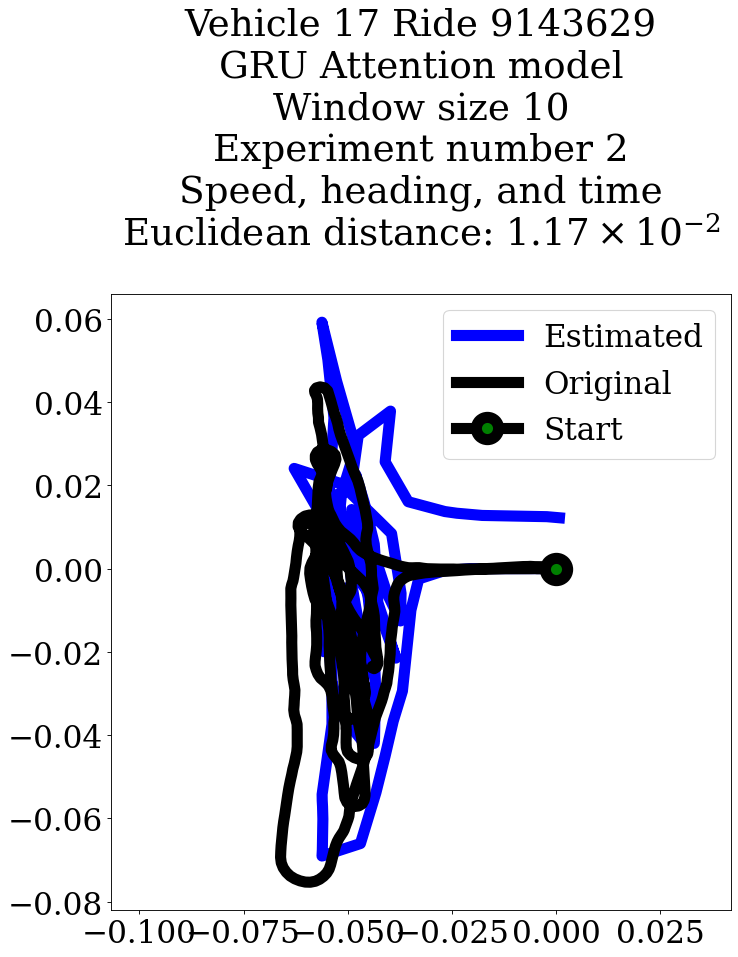 Vehicle 17 Ride 9143629
GRU Attention model
Window size 10
Experiment number 2
Speed, heading, and time
Euclidean distance: 1.17 × 10⁻²
Estimated
Original
Start
0.06
0.04
0.02
0.00
−0.02
−0.04
−0.06
−0.08
−0.100 −0.075 −0.050 −0.025 0.000 0.025